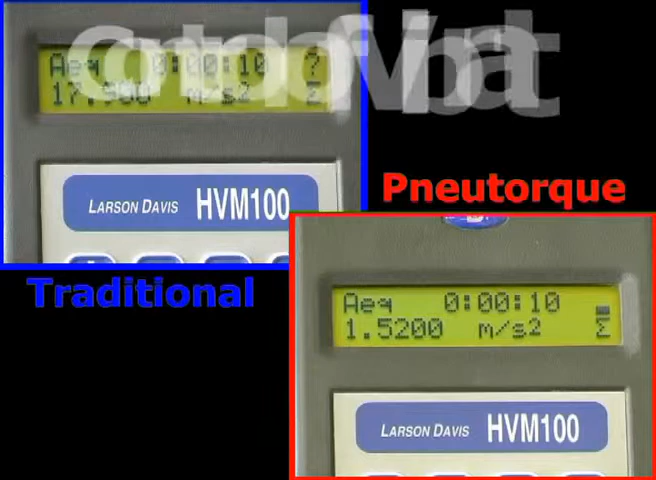 Aeq 0:00:10 ?
m/s2 Σ
LARSON DAVIS HVM100
Traditional
Pneutorque
Aeq 0:00:10
1.5200 m/s2 Σ
LARSON DAVIS HVM100